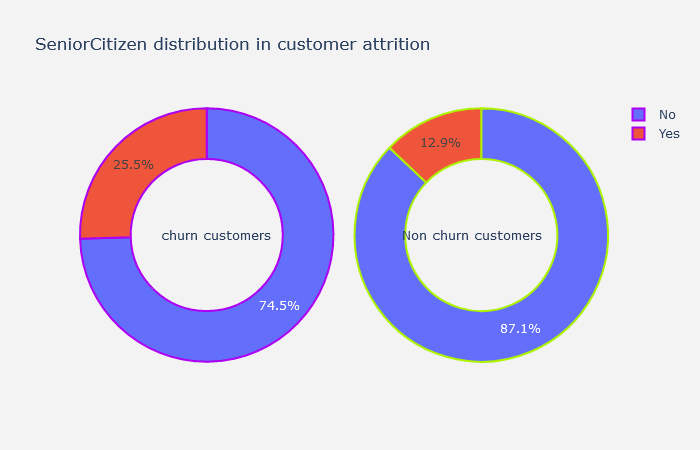 SeniorCitizen distribution in customer attrition
No
Yes
25.5%
churn customers
74.5%
12.9%
Non churn customers
87.1%